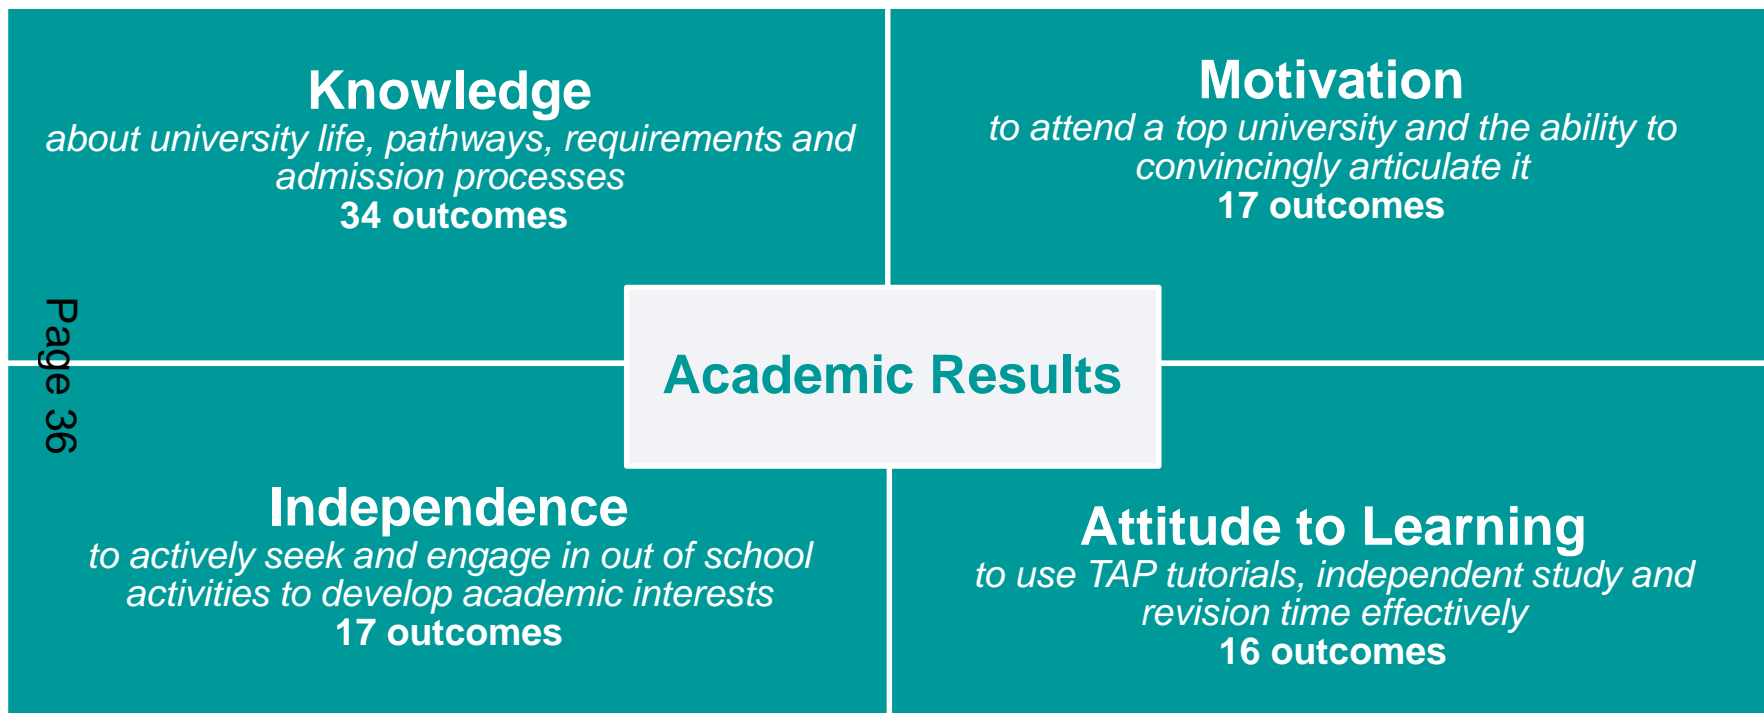 Knowledge
about university life, pathways, requirements and
admission processes
34 outcomes
Motivation
to attend a top university and the ability to
convincingly articulate it
17 outcomes
Academic Results
Page 36
Independence
to actively seek and engage in out of school
activities to develop academic interests
17 outcomes
Attitude to Learning
to use TAP tutorials, independent study and
revision time effectively
16 outcomes